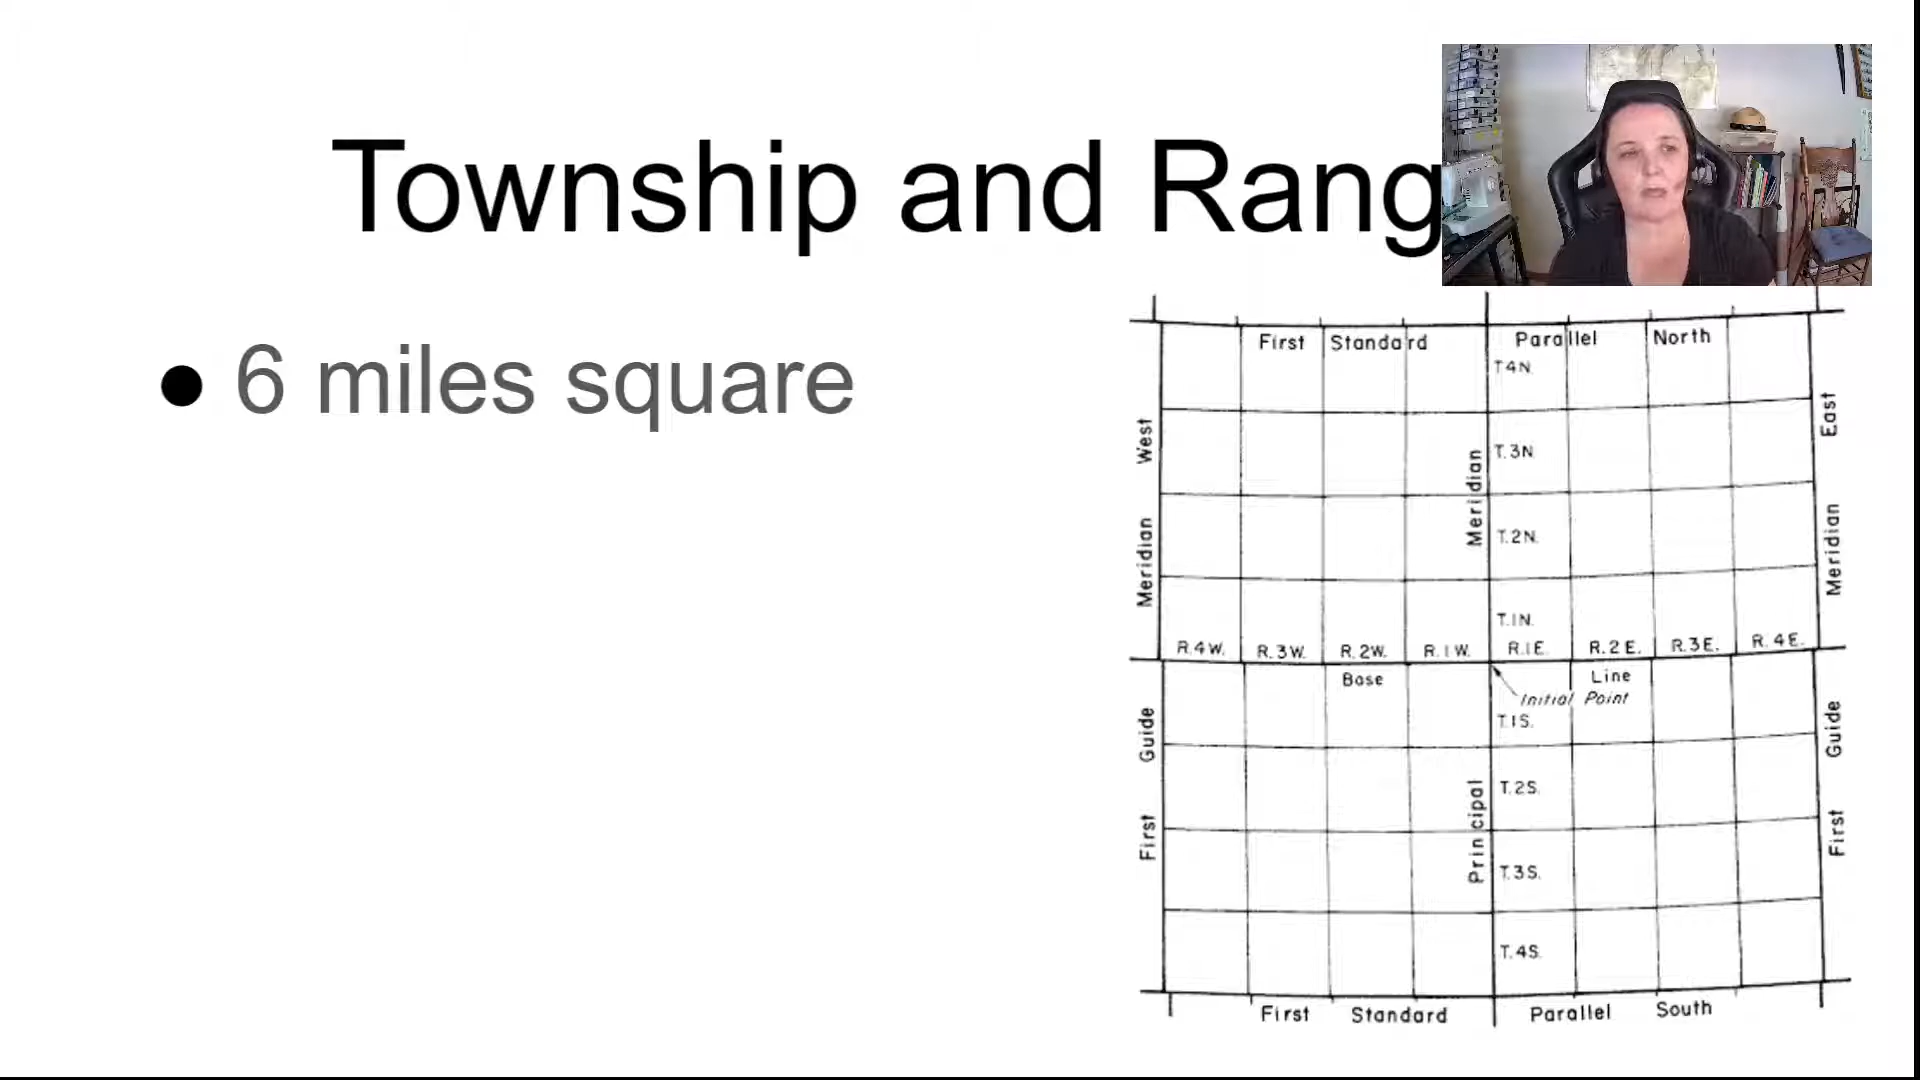 Township and Rang
6 miles square
First Standard Parallel North
T4N.
West
East
T.3N.
Meridian
T.2N.
Meridian
Meridian
T.1N.
R.4W. R.3W. R.2W. R.1W. R.1E. R.2E. R.3E. R.4E.
Base Line
Initial Point
T.1S.
Guide
Guide
T.2S.
Principal
First
First
T.3S.
T.4S.
First Standard Parallel South